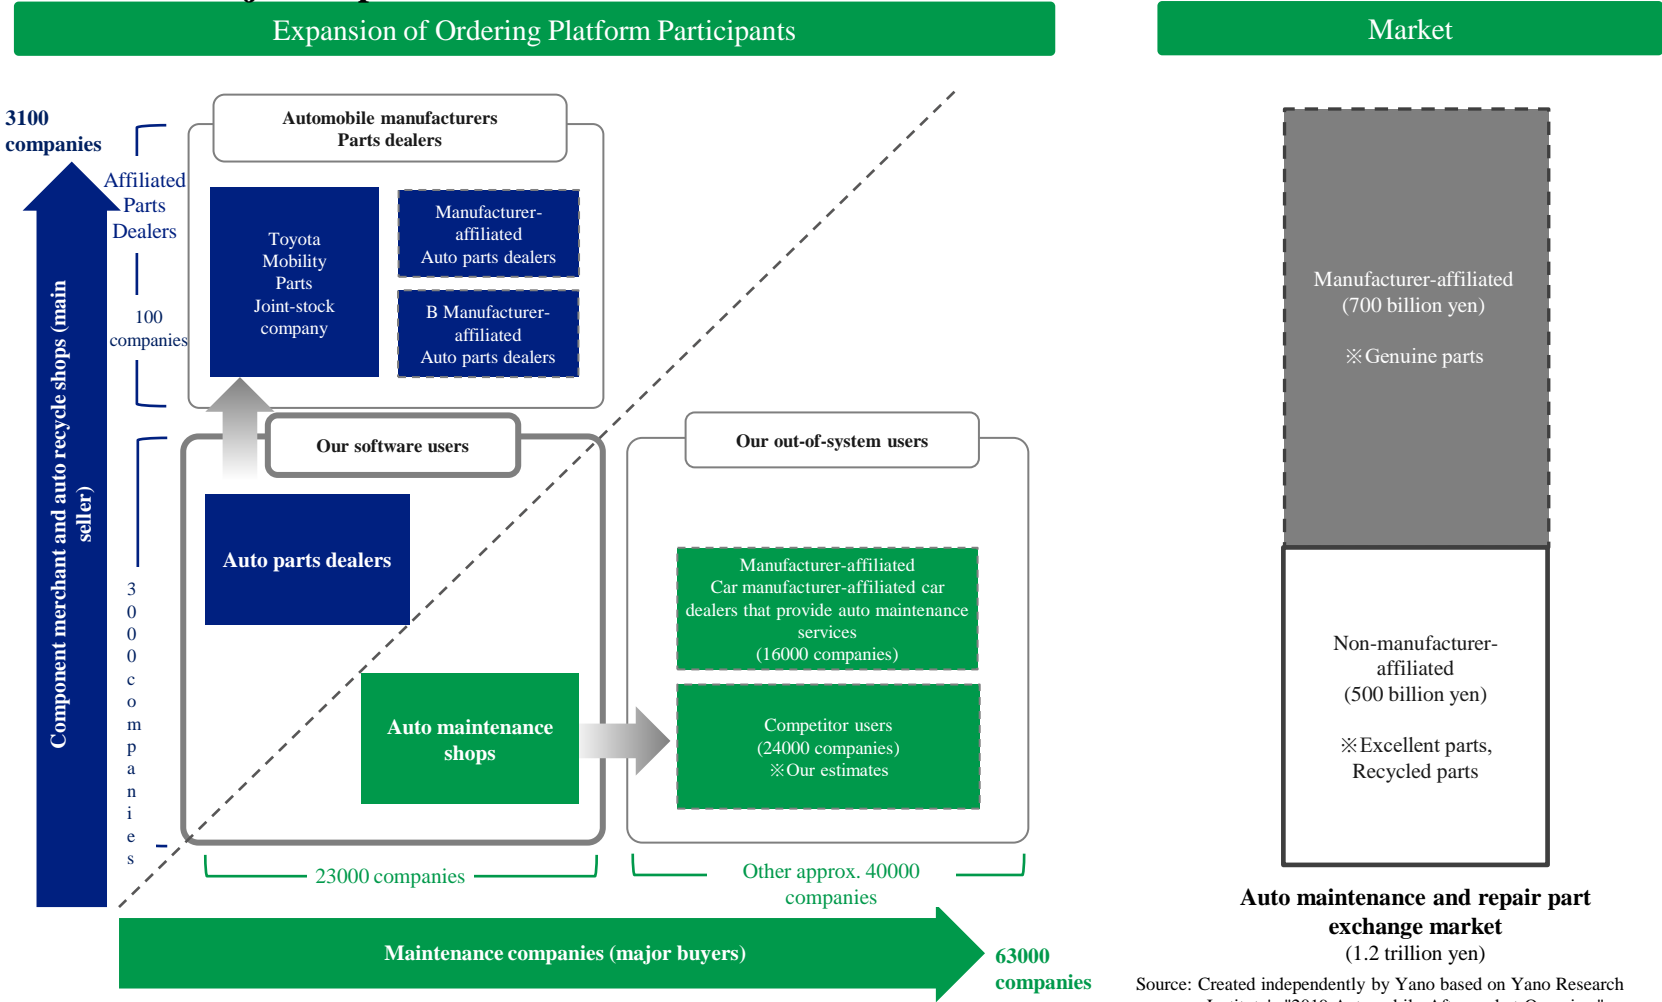 Expansion of Ordering Platform Participants
Market
3100
companies
Affiliated
Parts
Dealers
100
companies
Component merchant and auto recycle shops (main
seller)
3000companies
Automobile manufacturers
Parts dealers
Toyota
Mobility
Parts
Joint-stock
company
Manufacturer-
affiliated
Auto parts dealers
B Manufacturer-
affiliated
Auto parts dealers
Our software users
Auto parts dealers
Auto maintenance
shops
Our out-of-system users
Manufacturer-affiliated
Car manufacturer-affiliated car
dealers that provide auto maintenance
services
(16000 companies)
Competitor users
(24000 companies)
※Our estimates
23000 companies
Other approx. 40000
companies
Maintenance companies (major buyers)
63000
companies
Manufacturer-affiliated
(700 billion yen)
※Genuine parts
Non-manufacturer-
affiliated
(500 billion yen)
※Excellent parts,
Recycled parts
Auto maintenance and repair part
exchange market
(1.2 trillion yen)
Source: Created independently by Yano based on Yano Research